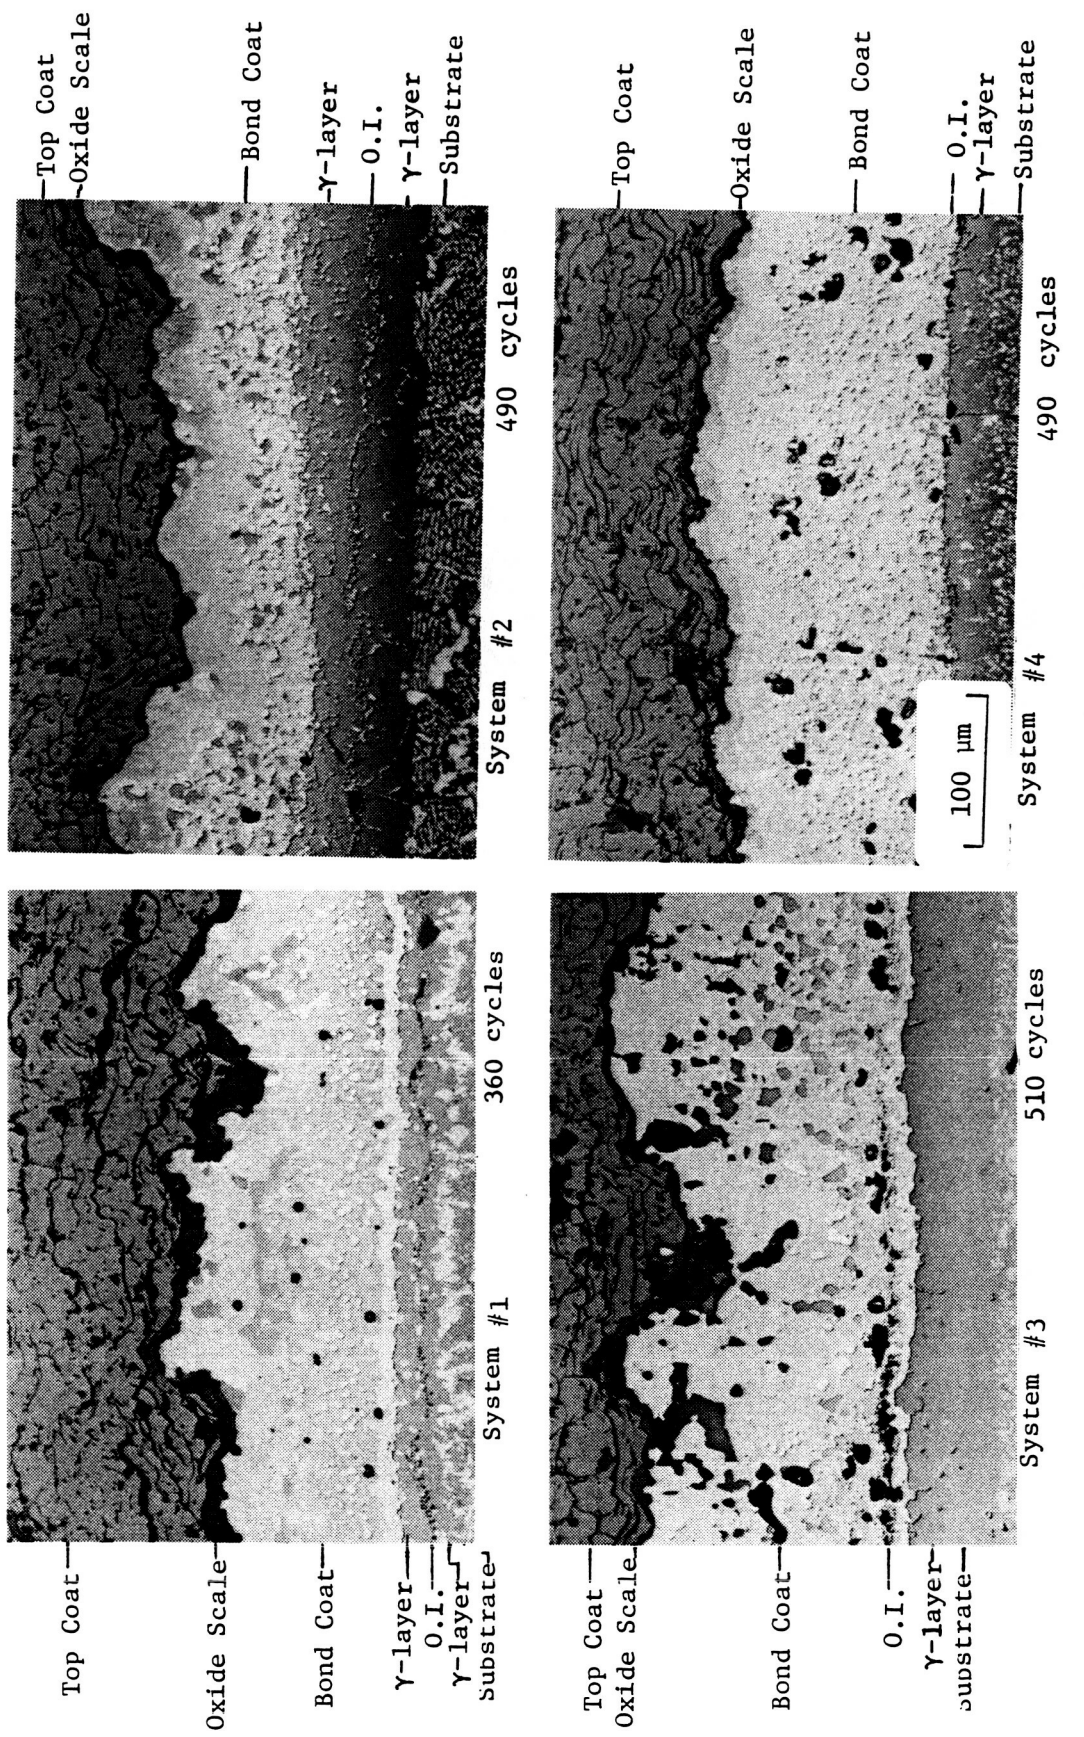 Top Coat
Oxide Scale
Bond Coat
γ-layer
O.I.
γ-layer
Substrate
System #1 360 cycles
Top Coat
Oxide Scale
Bond Coat
γ-layer
O.I.
γ-layer
Substrate
System #2 490 cycles
Top Coat
Oxide Scale
Bond Coat
O.I.
γ-layer
Substrate
System #3 510 cycles
Top Coat
Oxide Scale
Bond Coat
O.I.
γ-layer
Substrate
100 μm
System #4 490 cycles